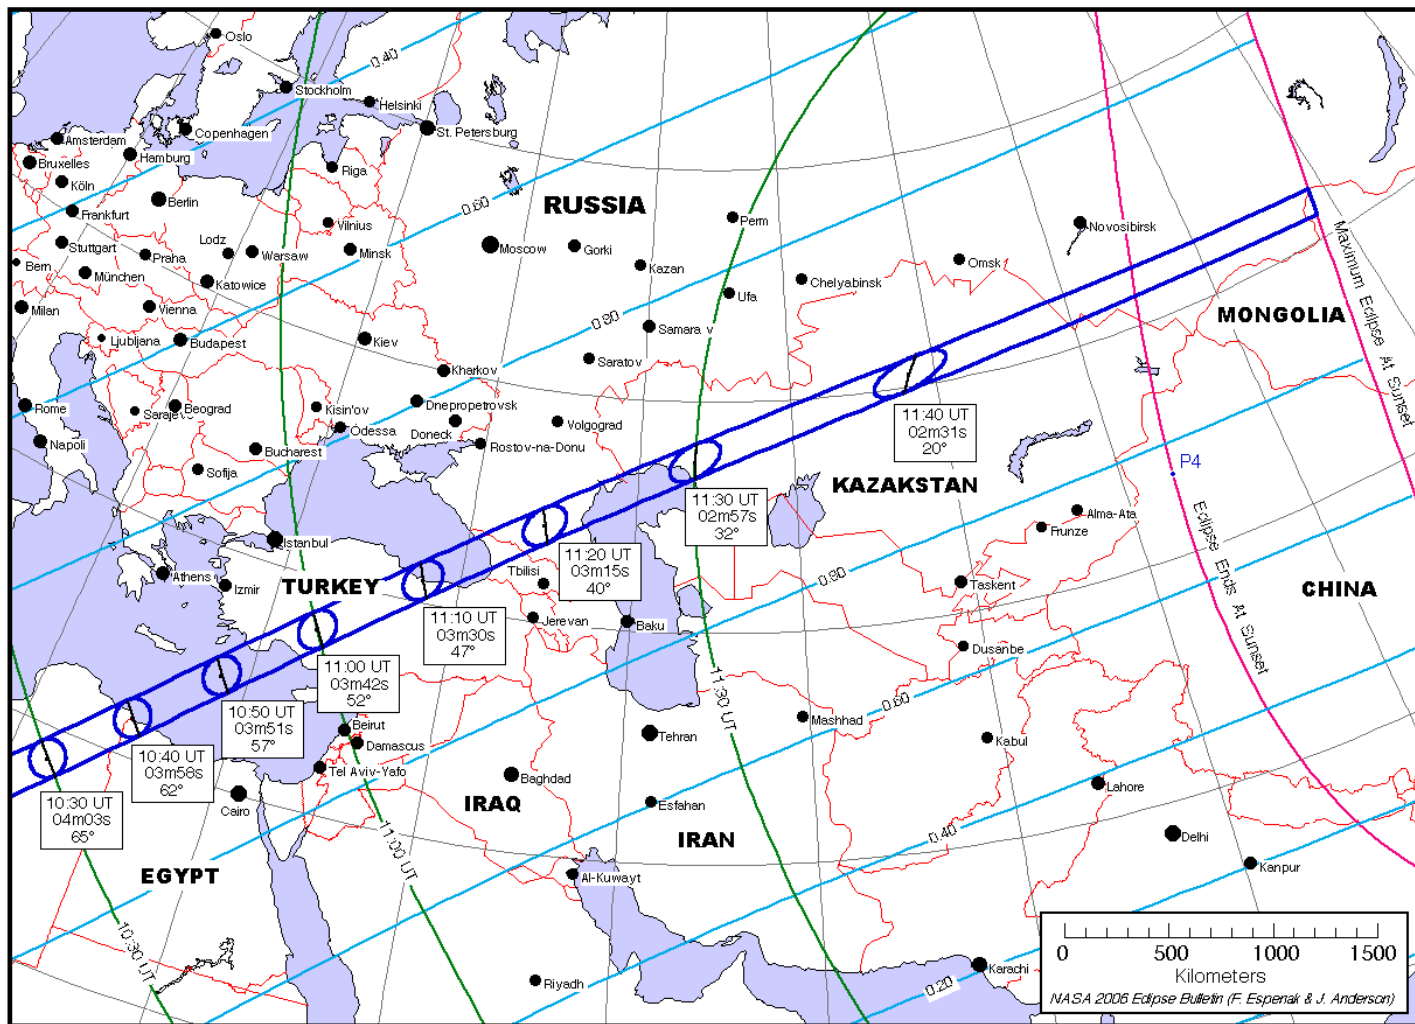 Oslo
0.40
Stockholm
Helsinki
St. Petersburg
Copenhagen
Amsterdam
Hamburg
Bruxelles
Riga
Köln
Berlin
0.60
RUSSIA
Frankfurt
Vilnius
Perm
Novosibirsk
Lodz
Stuttgart
Praha
Warsaw
Minsk
Moscow
Gorki
Bern
München
Katowice
Kazan
Omsk
Chelyabinsk
Ufa
Maximum Eclipse At Sunset
Milan
Vienna
0.80
Samara v
MONGOLIA
Ljubljana
Budapest
Kiev
Saratov
Kharkov
Rome
Sarajevo
Beograd
Kisin'ov
Dnepropetrovsk
11:40 UT
02m31s
20°
Napoli
Odessa
Doneck
Volgograd
Bucharest
Rostov-na-Donu
Sofija
P4
KAZAKSTAN
11:30 UT
02m57s
32°
Eclipse Ends At Sunset
Alma-Ata
Frunze
Istanbul
11:20 UT
03m15s
40°
Athens
Izmir
TURKEY
Tbilisi
0.80
Taskent
CHINA
11:10 UT
03m30s
47°
Jerevan
Baku
Dusanbe
11:00 UT
03m42s
52°
11:30 UT
0.60
10:50 UT
03m51s
57°
Beirut
Mashhad
Damascus
Tehran
Kabul
10:40 UT
03m58s
62°
Tel Aviv-Yafo
Baghdad
Lahore
10:30 UT
04m03s
65°
Cairo
IRAQ
Esfahan
11:00 UT
IRAN
0.40
Delhi
EGYPT
Al-Kuwayt
Kanpur
10:30 UT
Riyadh
Karachi
0.20
0 500 1000 1500
Kilometers
NASA 2006 Eclipse Bulletin (F. Espenak & J. Anderson)